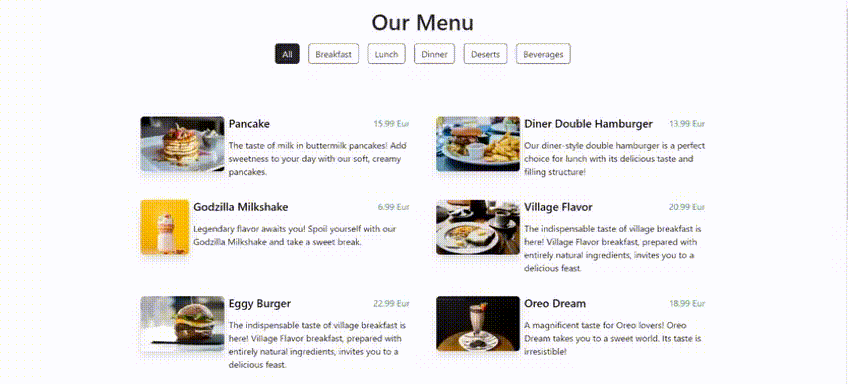 Our Menu
All Breakfast Lunch Dinner Deserts Beverages
Pancake 15.99 Eur
The taste of milk in buttermilk pancakes! Add
sweetness to your day with our soft, creamy
pancakes.
Diner Double Hamburger 13.99 Eur
Our diner-style double hamburger is a perfect
choice for lunch with its delicious taste and
filling structure!
Godzilla Milkshake 6.99 Eur
Legendary flavor awaits you! Spoil yourself with our
Godzilla Milkshake and take a sweet break.
Village Flavor 20.99 Eur
The indispensable taste of village breakfast is
here! Village Flavor breakfast, prepared with
entirely natural ingredients, invites you to a
delicious feast.
Eggy Burger 22.99 Eur
The indispensable taste of village breakfast is
here! Village Flavor breakfast, prepared with
entirely natural ingredients, invites you to a
delicious feast.
Oreo Dream 18.99 Eur
A magnificent taste for Oreo lovers! Oreo
Dream takes you to a sweet world. Its taste is
irresistible!